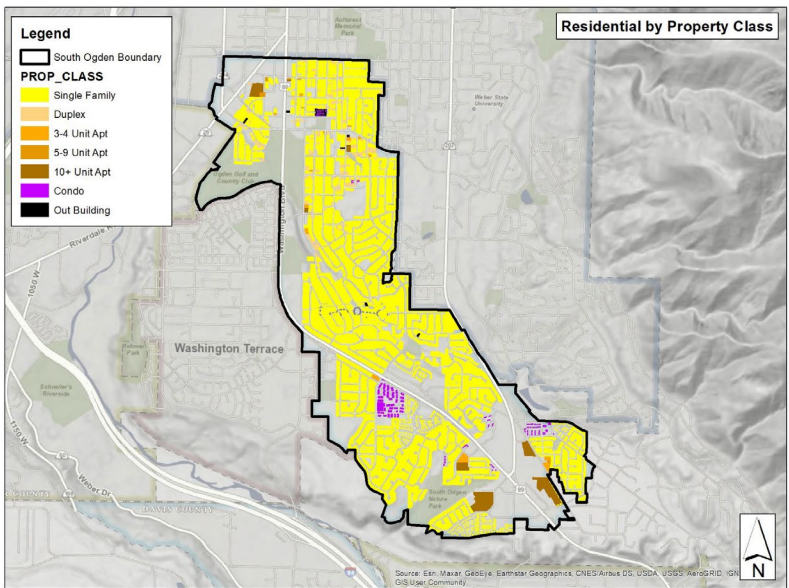 Residential by Property Class
Legend
South Ogden Boundary
PROP_CLASS
Single Family
Duplex
3-4 Unit Apt
5-9 Unit Apt
10+ Unit Apt
Condo
Out Building
Weber State
University
Ogden Golf and
Country Club
Washington Blvd
1050 W
Washington Terrace
1150 W
Weber Dr
South Ogden
Nature
Park
89
DAVIS COUNTY
N
Source: Esri, Maxar, GeoEye, Earthstar Geographics, CNES/Airbus DS, USDA, USGS, AeroGRID, IGN
GIS User Community